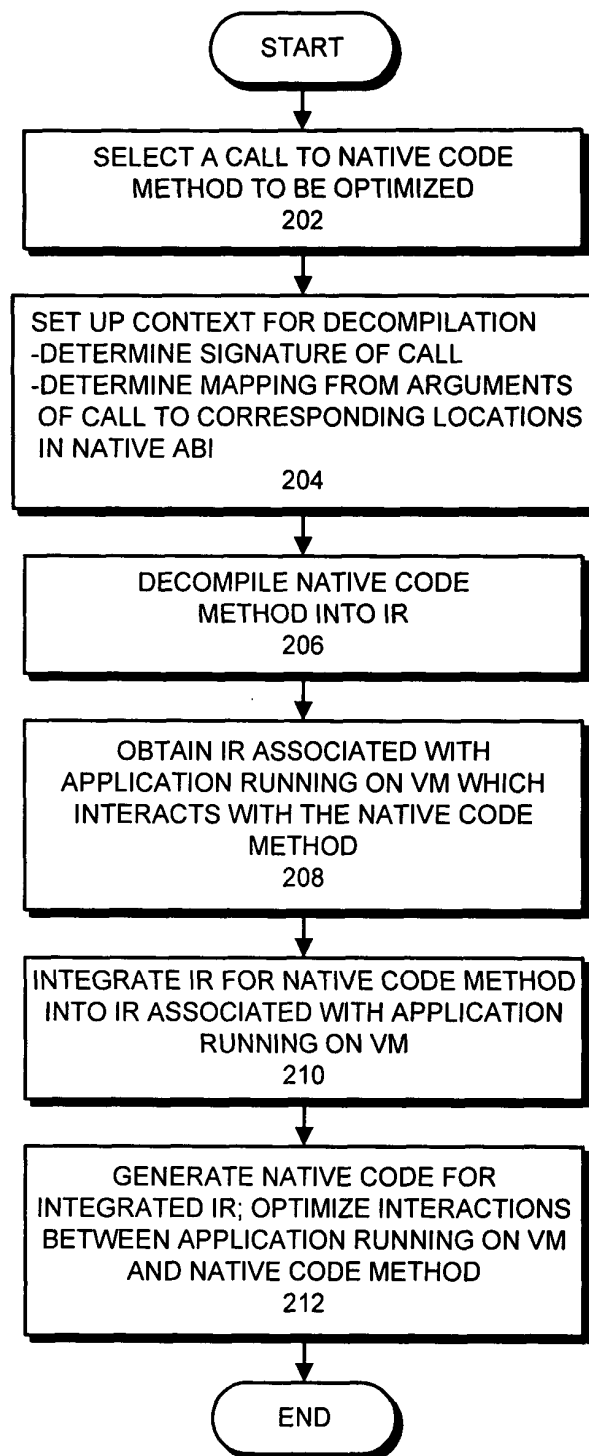 START
SELECT A CALL TO NATIVE CODE
METHOD TO BE OPTIMIZED
202
SET UP CONTEXT FOR DECOMPILATION
-DETERMINE SIGNATURE OF CALL
-DETERMINE MAPPING FROM ARGUMENTS
OF CALL TO CORRESPONDING LOCATIONS
IN NATIVE ABI
204
DECOMPILE NATIVE CODE
METHOD INTO IR
206
OBTAIN IR ASSOCIATED WITH
APPLICATION RUNNING ON VM WHICH
INTERACTS WITH THE NATIVE CODE
METHOD
208
INTEGRATE IR FOR NATIVE CODE METHOD
INTO IR ASSOCIATED WITH APPLICATION
RUNNING ON VM
210
GENERATE NATIVE CODE FOR
INTEGRATED IR; OPTIMIZE INTERACTIONS
BETWEEN APPLICATION RUNNING ON VM
AND NATIVE CODE METHOD
212
END